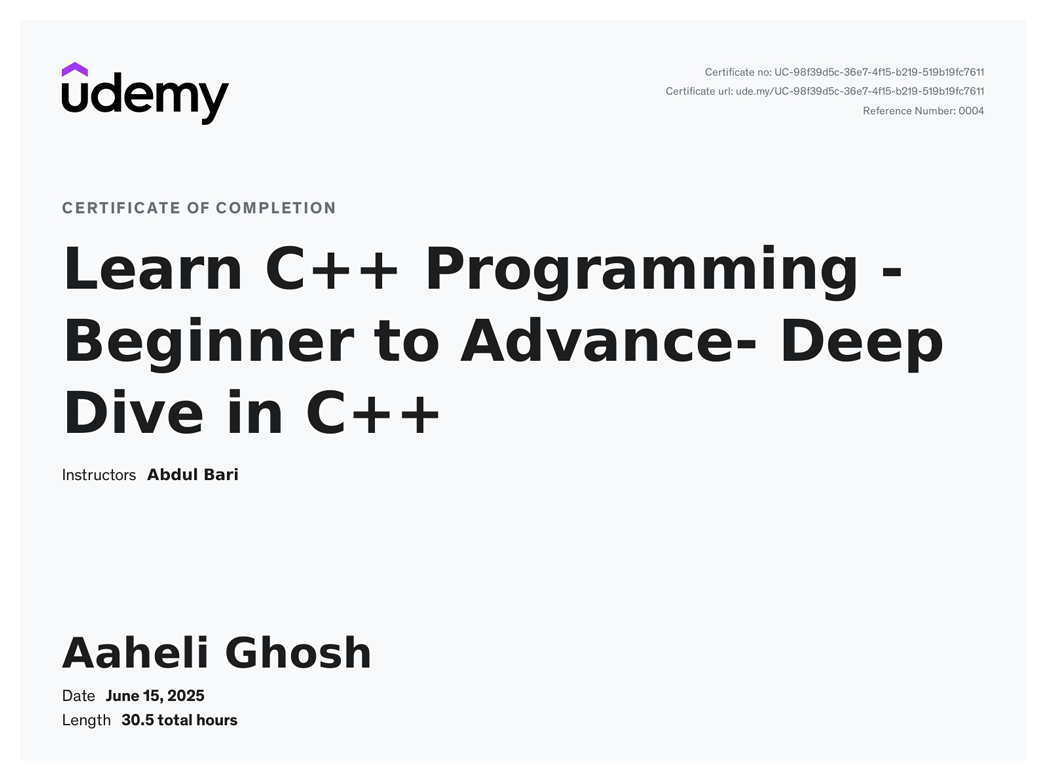 udemy
Certificate no: UC-98f39d5c-36e7-4f15-b219-519b19fc7611
Certificate url: ude.my/UC-98f39d5c-36e7-4f15-b219-519b19fc7611
Reference Number: 0004
CERTIFICATE OF COMPLETION
Learn C++ Programming -
Beginner to Advance- Deep
Dive in C++
Instructors Abdul Bari
Aaheli Ghosh
Date June 15, 2025
Length 30.5 total hours